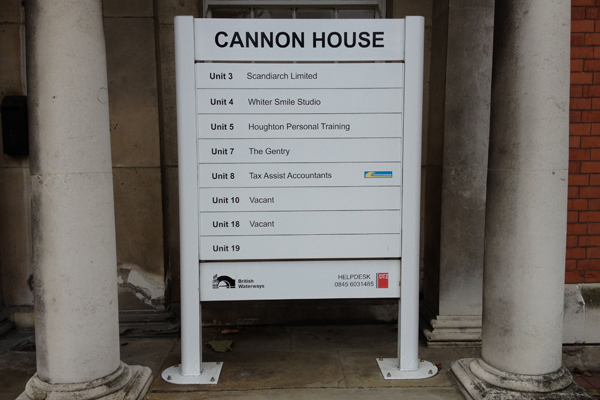 CANNON HOUSE
Unit 3 Scandiarch Limited
Unit 4 Whiter Smile Studio
Unit 5 Houghton Personal Training
Unit 7 The Gentry
Unit 8 Tax Assist Accountants
Unit 10 Vacant
Unit 18 Vacant
Unit 19
British
Waterways
HELPDESK
0845 6031485
DTZ